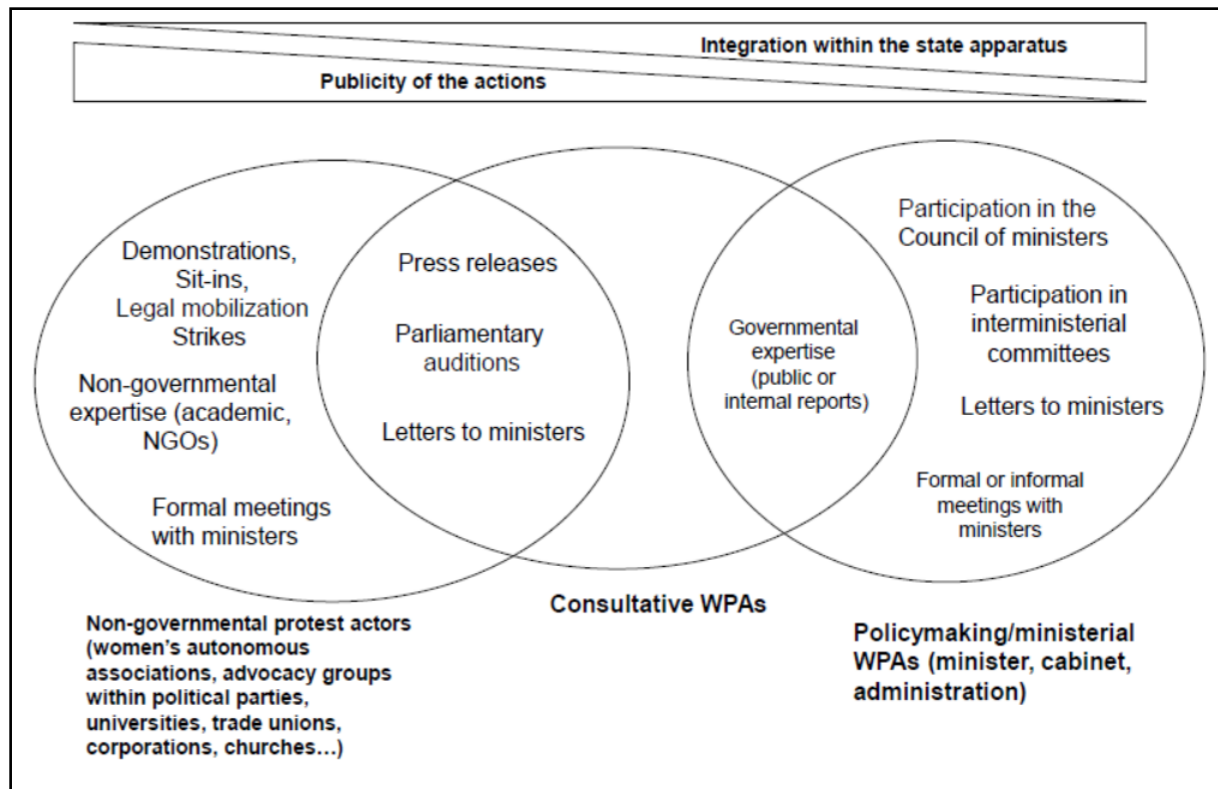 Integration within the state apparatus
Publicity of the actions
Demonstrations,
Sit-ins,
Legal mobilization
Strikes
Non-governmental
expertise (academic,
NGOs)
Formal meetings
with ministers
Press releases
Parliamentary
auditions
Letters to ministers
Governmental
expertise
(public or
internal reports)
Participation in the
Council of ministers
Participation in
interministerial
committees
Letters to ministers
Formal or informal
meetings with
ministers
Non-governmental protest actors
(women's autonomous
associations, advocacy groups
within political parties,
universities, trade unions,
corporations, churches…)
Consultative WPAs
Policymaking/ministerial
WPAs (minister, cabinet,
administration)